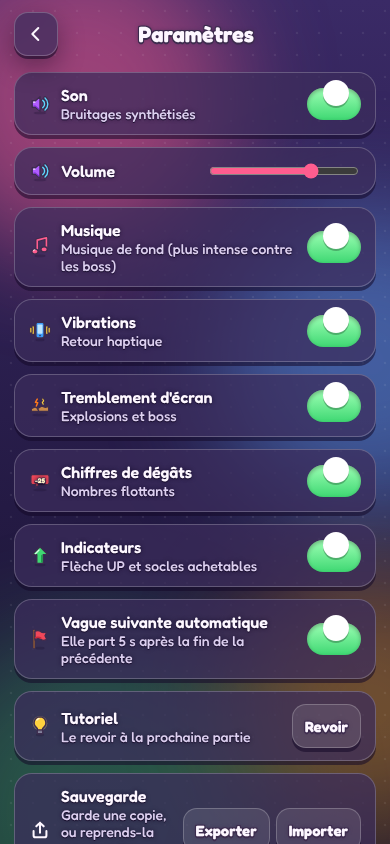 Paramètres
Son
Bruitages synthétisés
Volume
Musique
Musique de fond (plus intense contre
les boss)
Vibrations
Retour haptique
Tremblement d'écran
Explosions et boss
-25
Chiffres de dégâts
Nombres flottants
Indicateurs
Flèche UP et socles achetables
Vague suivante automatique
Elle part 5 s après la fin de la
précédente
Tutoriel
Le revoir à la prochaine partie
Revoir
Sauvegarde
Garde une copie,
ou reprends-la
Exporter
Importer